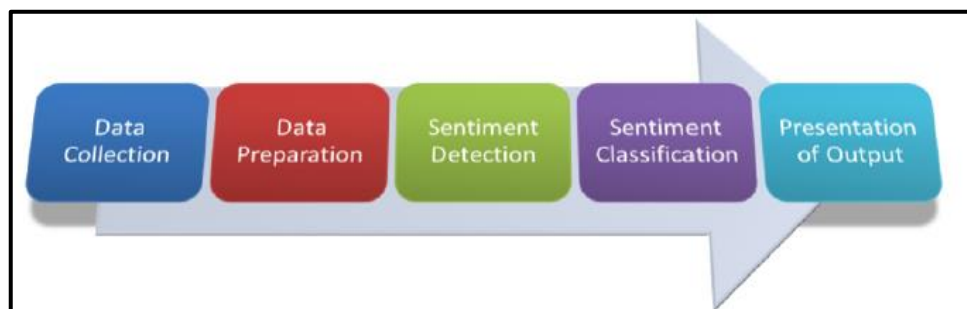 Data
Collection
Data
Preparation
Sentiment
Detection
Sentiment
Classification
Presentation
of Output